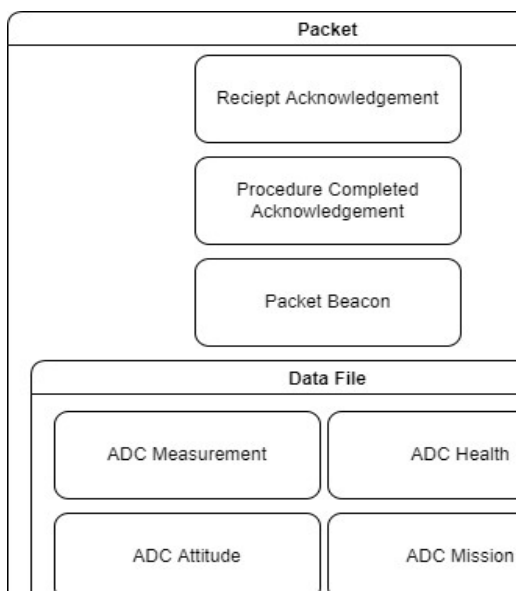 Packet
Reciept Acknowledgement
Procedure Completed
Acknowledgement
Packet Beacon
Data File
ADC Measurement
ADC Health
ADC Attitude
ADC Mission